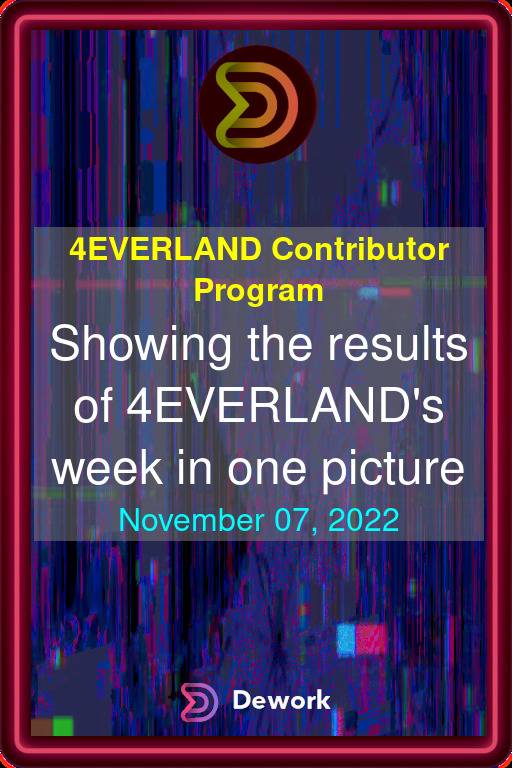 4EVERLAND Contributor
Program
Showing the results
of 4EVERLAND's
week in one picture
November 07, 2022
Dework